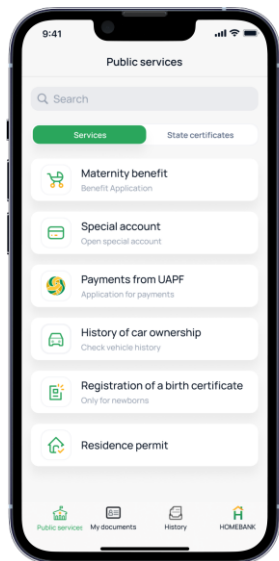 9:41
Public services
Search
Services
State certificates
Maternity benefit
Benefit Application
Special account
Open special account
Payments from UAPF
Application for payments
History of car ownership
Check vehicle history
Registration of a birth certificate
Only for newborns
Residence permit
Public services
My documents
History
HOMEBANK